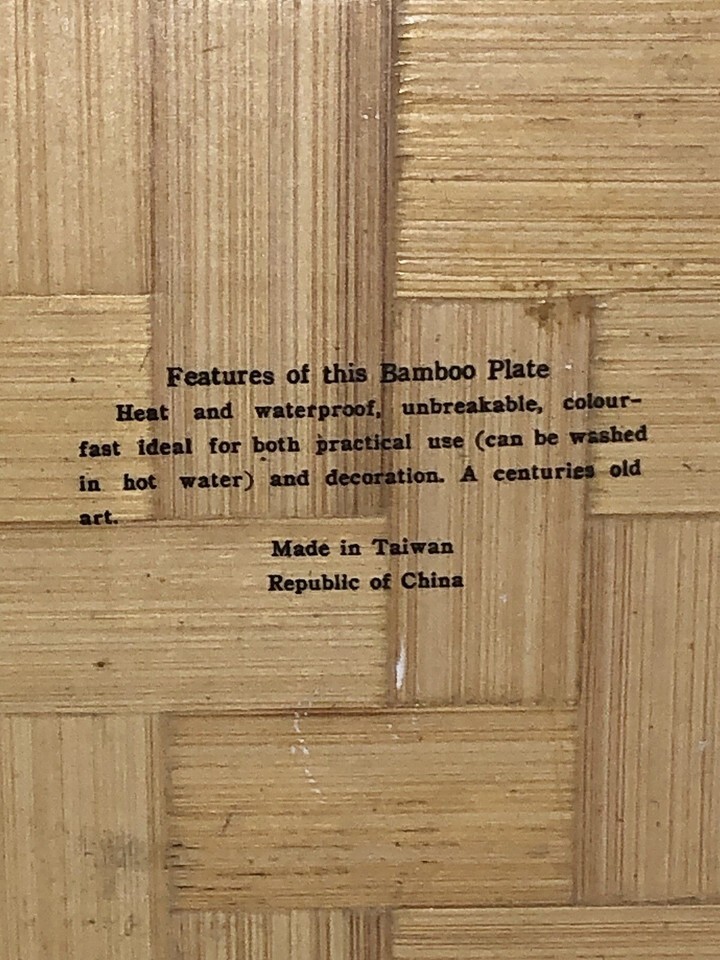 Features of this Bamboo Plate
Heat and waterproof, unbreakable, colour-
fast ideal for both practical use (can be washed
in hot water) and decoration. A centuries old
art.
Made in Taiwan
Republic of China